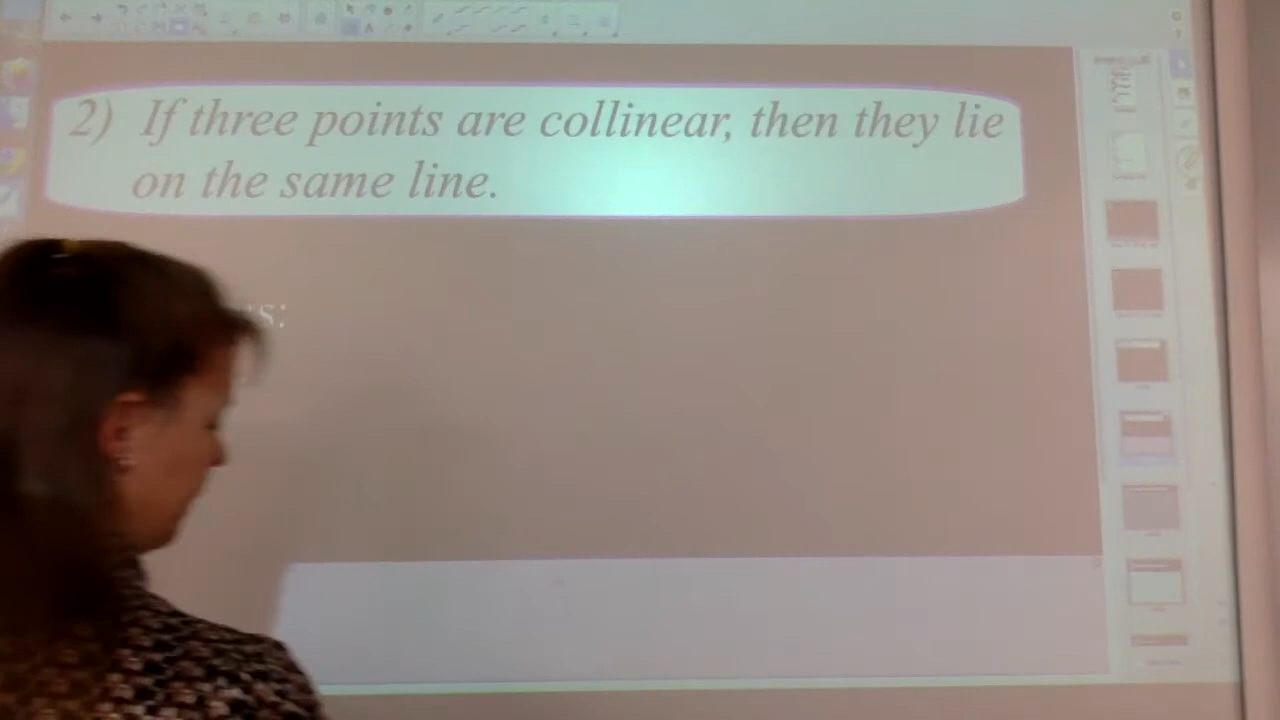 2) If three points are collinear, then they lie
on the same line.